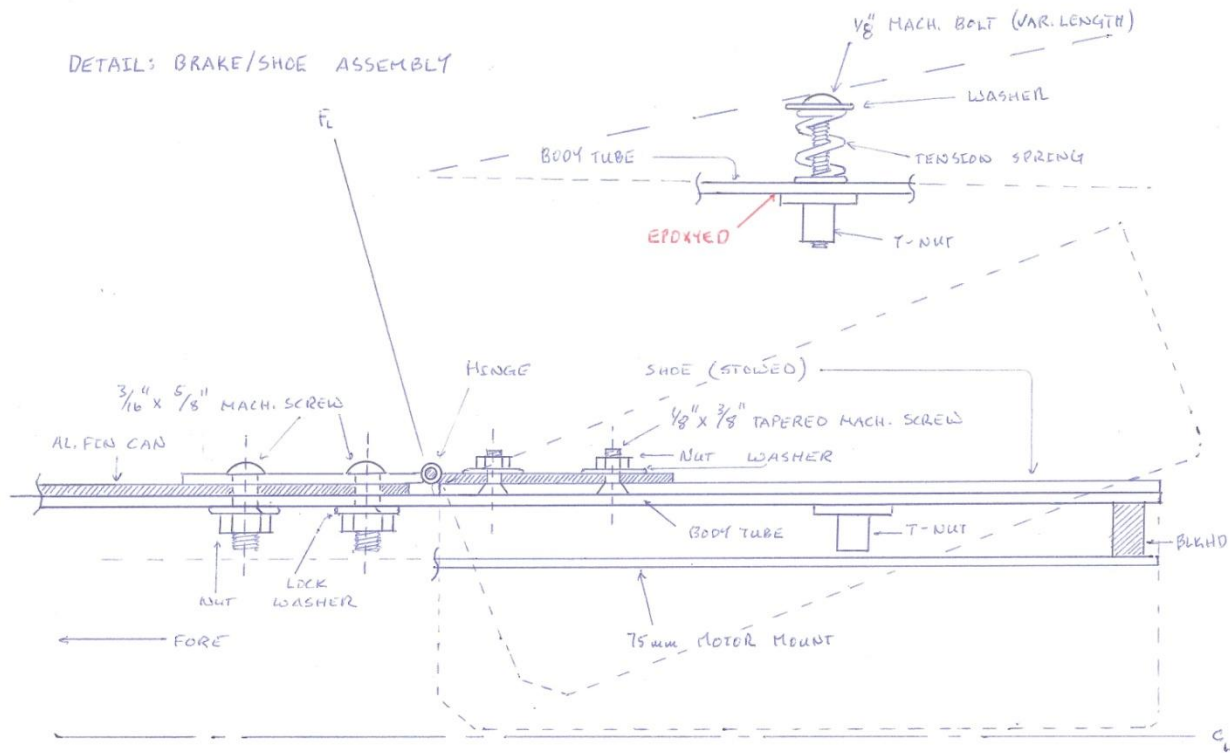 DETAIL: BRAKE/SHOE ASSEMBLY
1/8" MACH. BOLT (VAR. LENGTH)
WASHER
FL
BODY TUBE
TENSION SPRING
EPOXYED
T-NUT
HINGE
SHOE (STOWED)
3/16" x 5/8" MACH. SCREW
1/8" x 3/8" TAPERED MACH. SCREW
AL. FIN CAN
NUT WASHER
BODY TUBE
T-NUT
BLKHD
NUT
LOCK
WASHER
FORE
75mm MOTOR MOUNT
CL